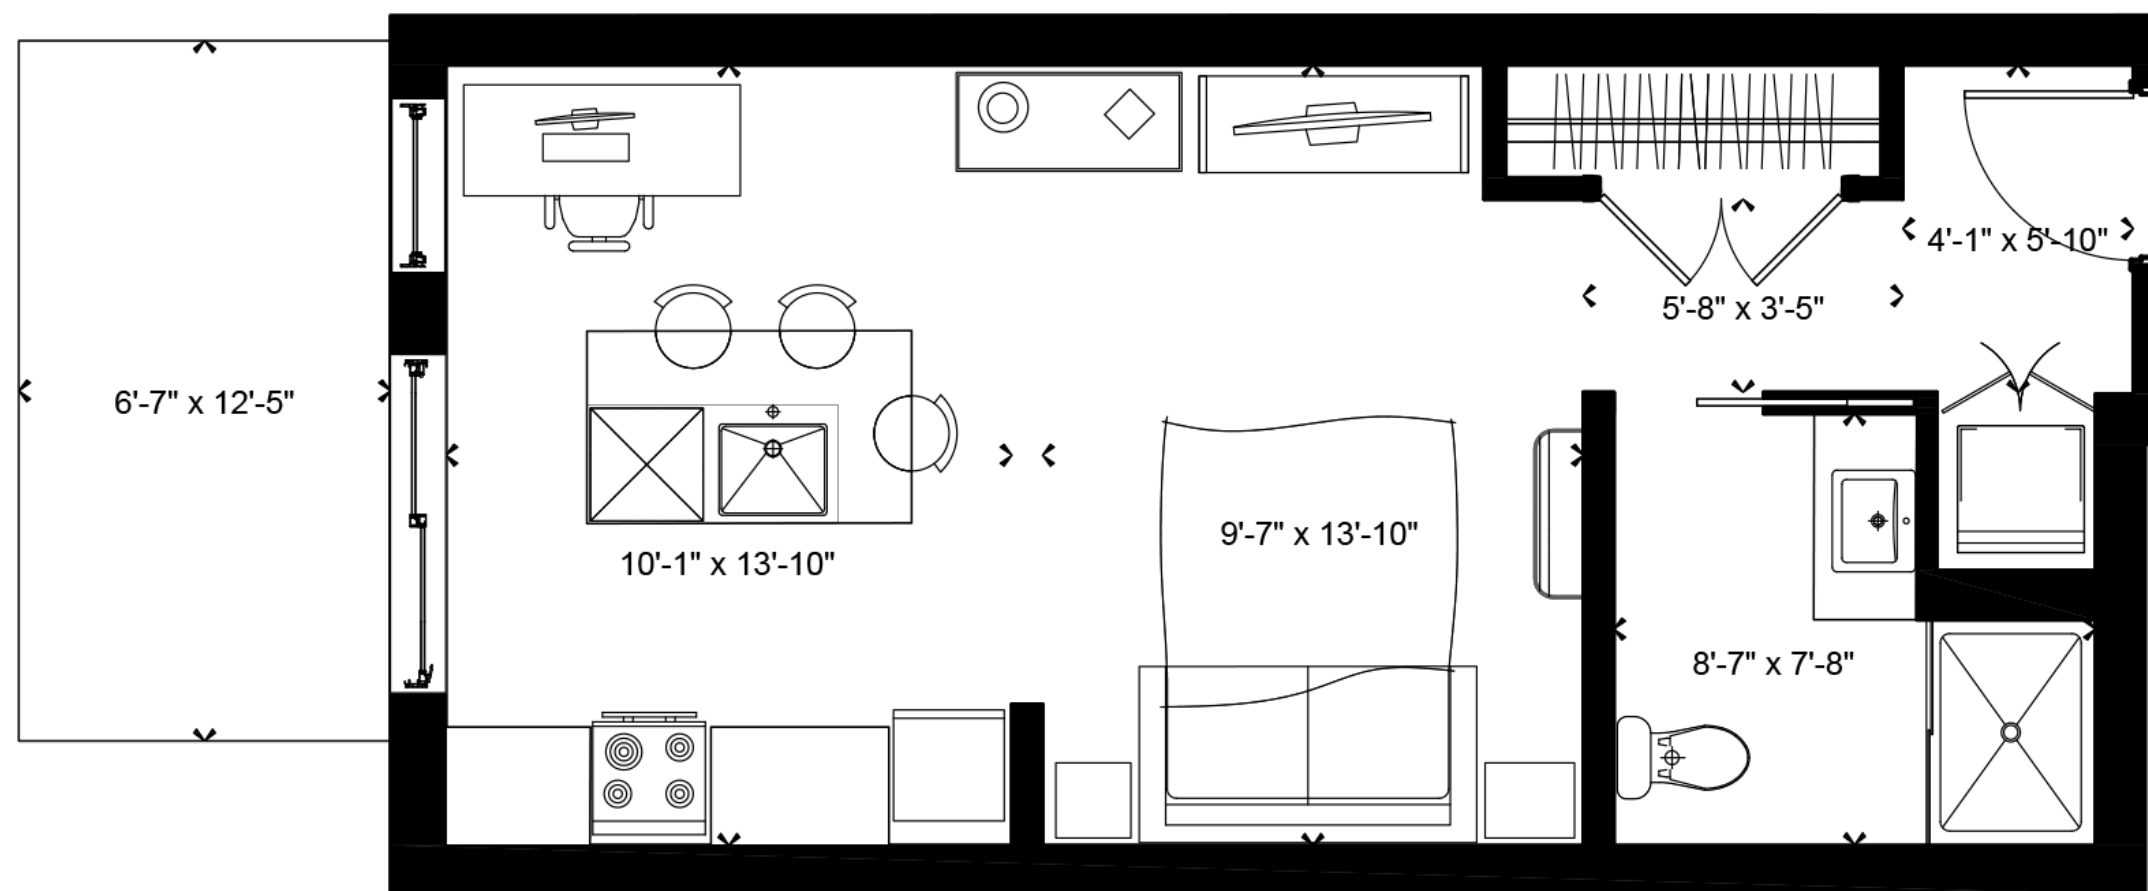 4'-1" x 5'-10"
5'-8" x 3'-5"
6'-7" x 12'-5"
9'-7" x 13'-10"
10'-1" x 13'-10"
8'-7" x 7'-8"